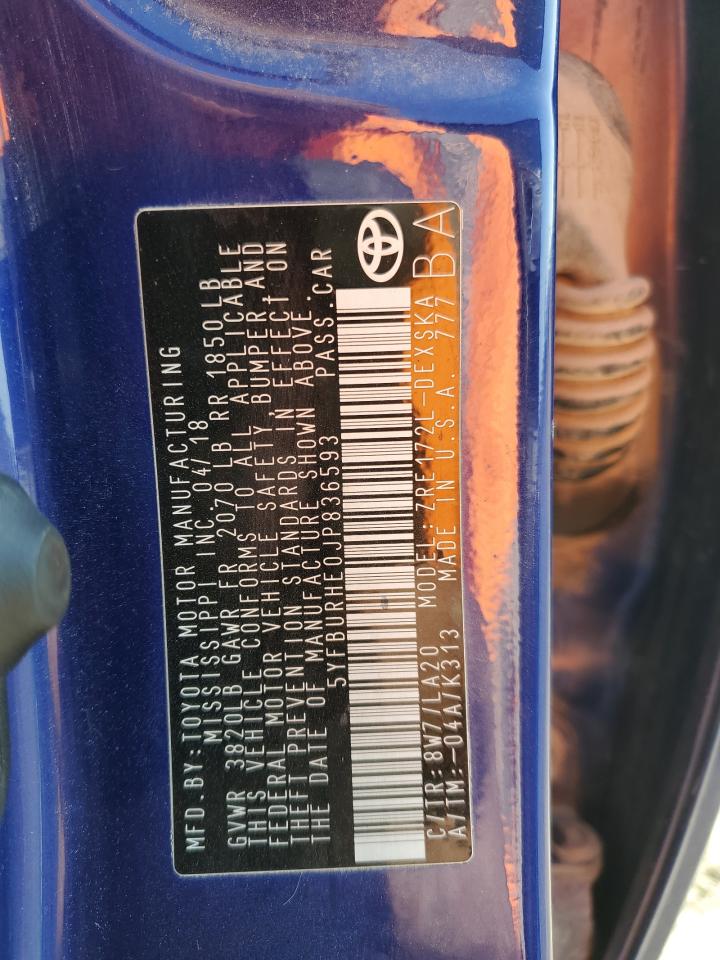 MFD.BY:TOYOTA MOTOR MANUFACTURING
MISSISSIPPI INC.04/18
GVWR 3820LB GAWR FR 2070 LB RR 1850LB
THIS VEHICLE CONFORMS TO ALL APPLICABLE
FEDERAL MOTOR VEHICLE SAFETY,BUMPER,AND
THEFT PREVENTION STANDARDS IN EFFECT ON
THE DATE OF MANUFACTURE SHOWN ABOVE.
5YFBURHE0JP836593 PASS.CAR
C/TR:8W7/LA20 MODEL:ZRE172L-DEXSKA
A/TM:-04A/K313 MADE IN U.S.A. 777 BA